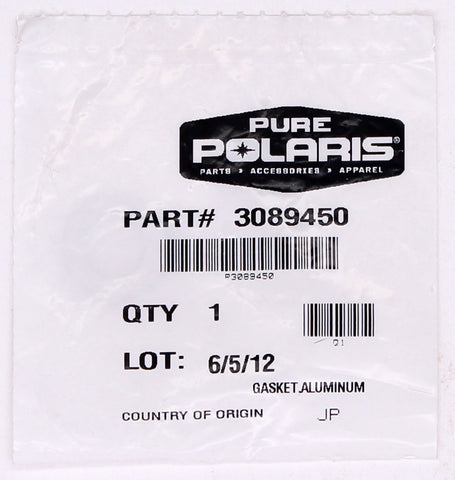 PURE
POLARIS®
PARTS > ACCESSORIES > APPAREL
PART# 3089450
P3089450
QTY 1
Q1
LOT: 6/5/12
GASKET,ALUMINUM
COUNTRY OF ORIGIN JP